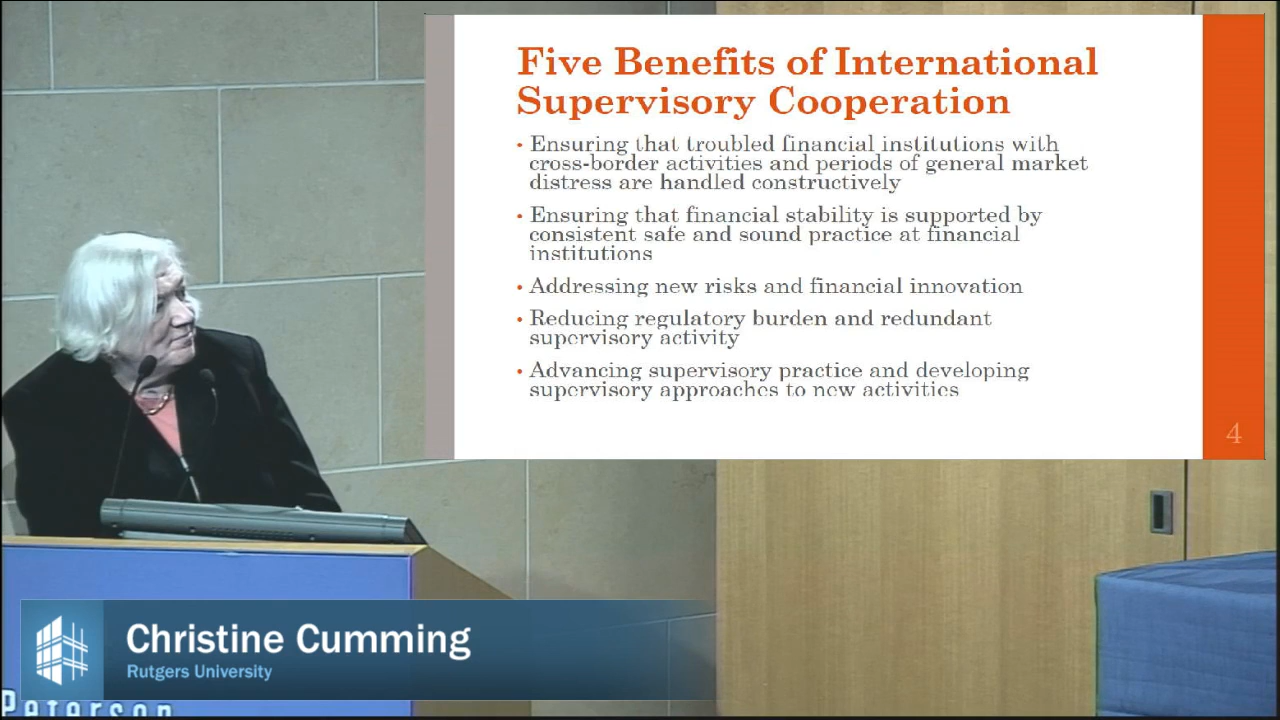 Five Benefits of International
Supervisory Cooperation
• Ensuring that troubled financial institutions with
cross-border activities and periods of general market
distress are handled constructively
• Ensuring that financial stability is supported by
consistent safe and sound practice at financial
institutions
• Addressing new risks and financial innovation
• Reducing regulatory burden and redundant
supervisory activity
• Advancing supervisory practice and developing
supervisory approaches to new activities
4
Christine Cumming
Rutgers University
Peterson